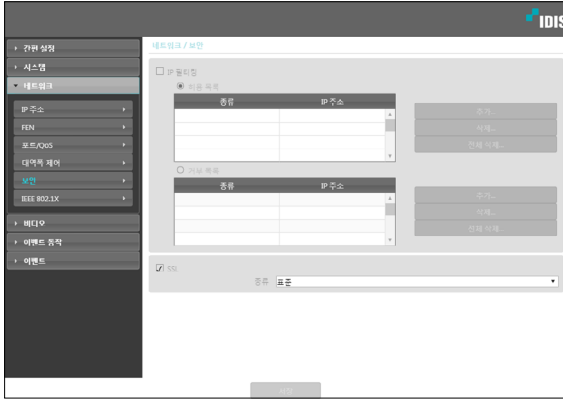 IDIS
간편 설정
시스템
네트워크
IP 주소
FEN
포트/QoS
대역폭 제어
보안
IEEE 802.1X
비디오
이벤트 동작
이벤트
네트워크 / 보안
IP 필터링
허용 목록
종류 IP 주소
추가...
삭제...
전체 삭제...
거부 목록
종류 IP 주소
추가...
삭제...
전체 삭제...
SSL
종류 표준